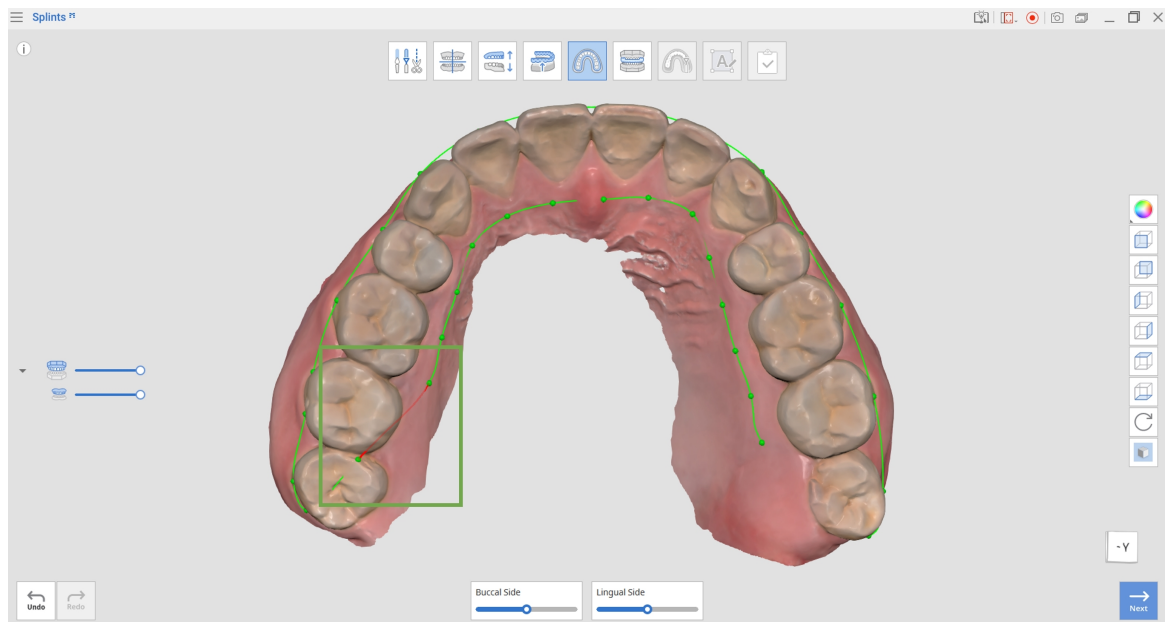 Splints
Buccal Side
Lingual Side
Undo
Redo
Next
- Y